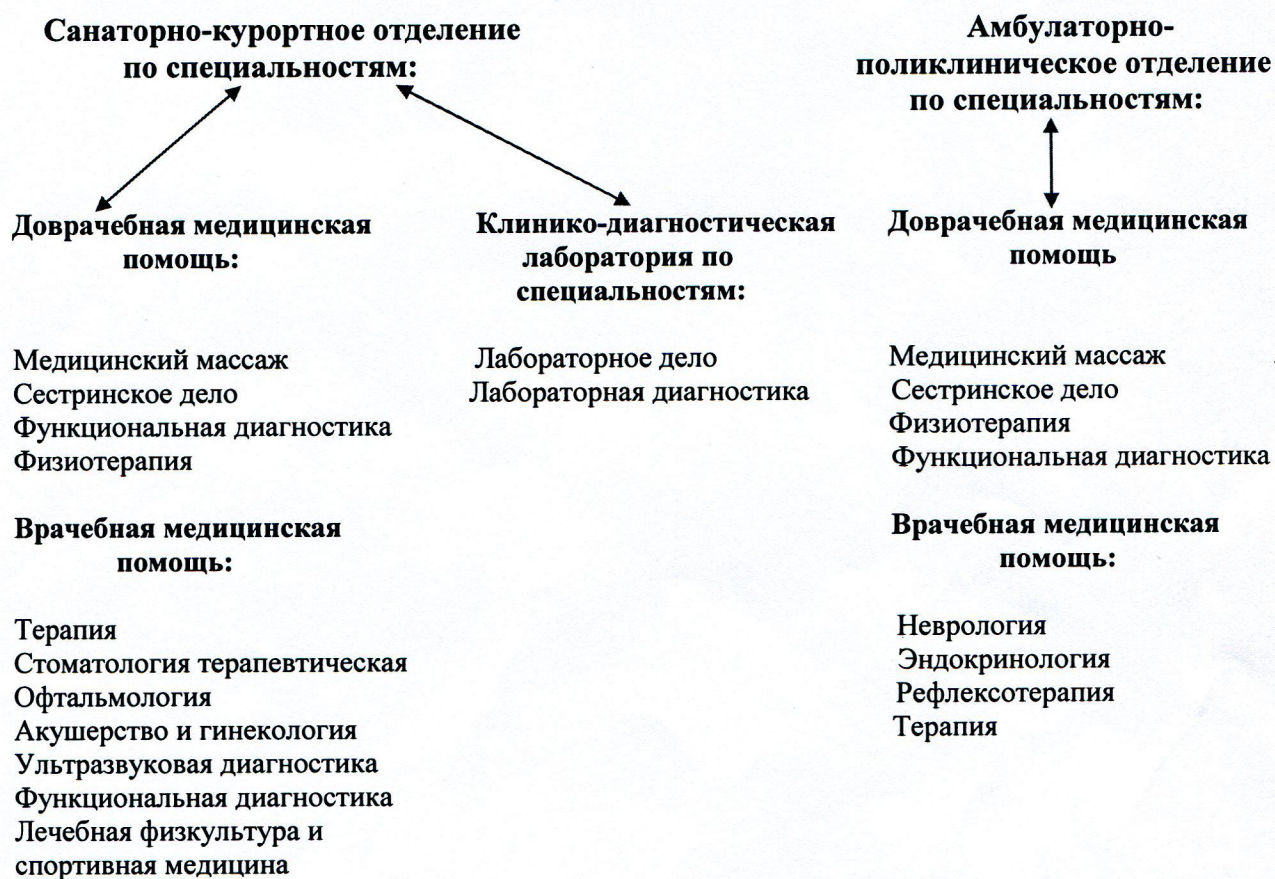 Санаторно-курортное отделение
по специальностям:
Амбулаторно-
поликлиническое отделение
по специальностям:
Доврачебная медицинская
помощь:
Клинико-диагностическая
лаборатория по
специальностям:
Доврачебная медицинская
помощь
Медицинский массаж
Сестринское дело
Функциональная диагностика
Физиотерапия
Лабораторное дело
Лабораторная диагностика
Медицинский массаж
Сестринское дело
Физиотерапия
Функциональная диагностика
Врачебная медицинская
помощь:
Врачебная медицинская
помощь:
Терапия
Стоматология терапевтическая
Офтальмология
Акушерство и гинекология
Ультразвуковая диагностика
Функциональная диагностика
Лечебная физкультура и
спортивная медицина
Неврология
Эндокринология
Рефлексотерапия
Терапия